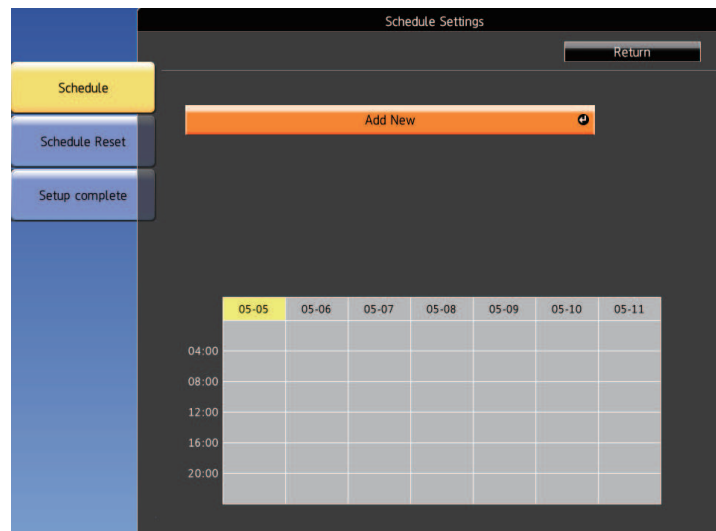 Schedule Settings
Return
Schedule
Add New
Schedule Reset
Setup complete
05-05 05-06 05-07 05-08 05-09 05-10 05-11
04:00
08:00
12:00
16:00
20:00